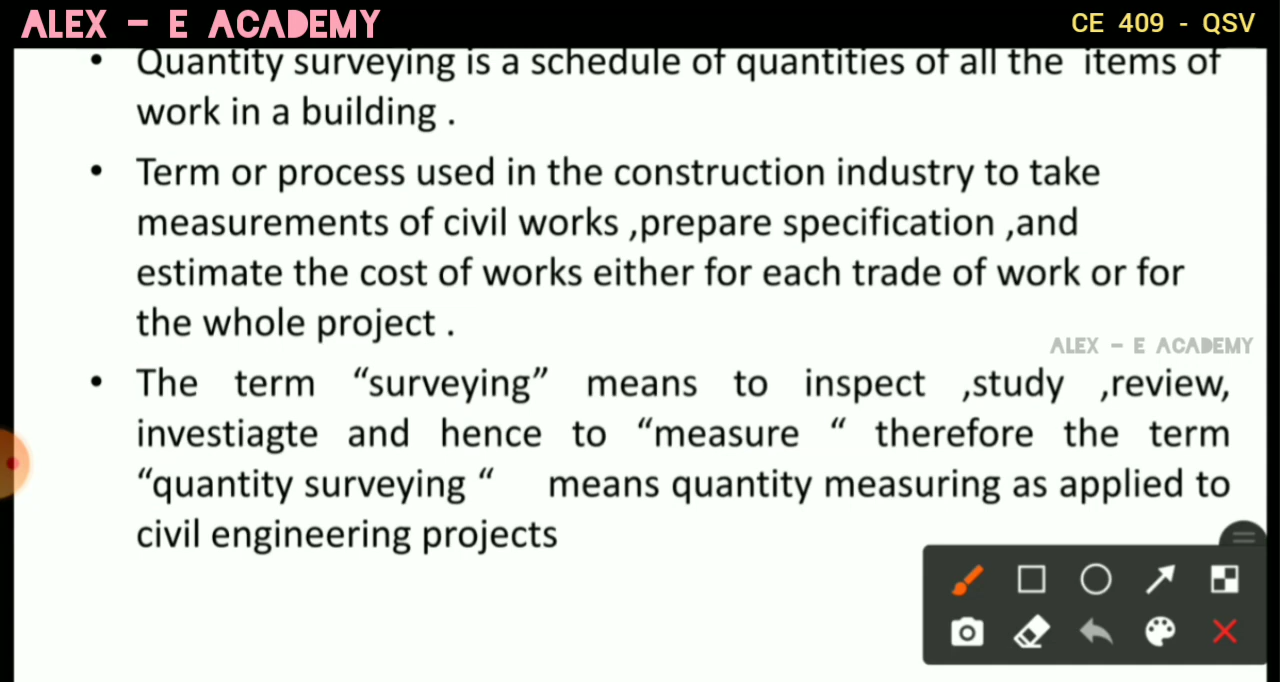 ALEX - E ACADEMY
CE 409 - QSV
• Quantity surveying is a schedule of quantities of all the items of
work in a building .
• Term or process used in the construction industry to take
measurements of civil works ,prepare specification ,and
estimate the cost of works either for each trade of work or for
the whole project .
ALEX - E ACADEMY
• The term “surveying” means to inspect ,study ,review,
investiagte and hence to “measure “ therefore the term
“quantity surveying “ means quantity measuring as applied to
civil engineering projects